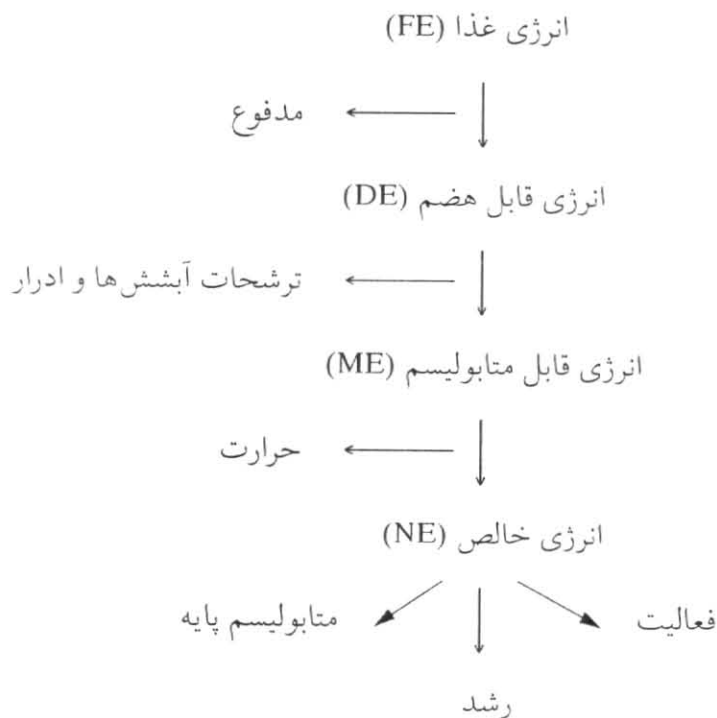 انرژی غذا (FE)
مدفوع
انرژی قابل هضم (DE)
ترشحات آبشش‌ها و ادرار
انرژی قابل متابولیسم (ME)
حرارت
انرژی خالص (NE)
فعالیت
متابولیسم پایه
رشد